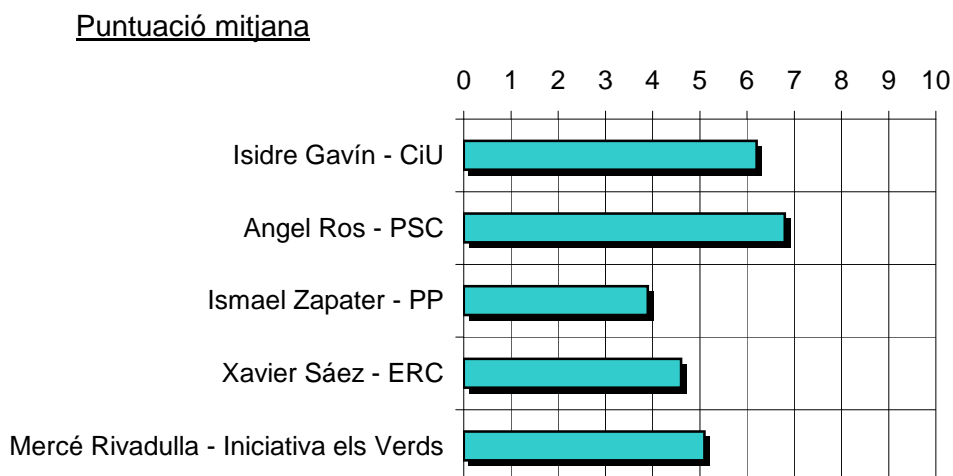 Puntuació mitjana
0 1 2 3 4 5 6 7 8 9 10
Isidre Gavín - CiU
Angel Ros - PSC
Ismael Zapater - PP
Xavier Sáez - ERC
Mercé Rivadulla - Iniciativa els Verds